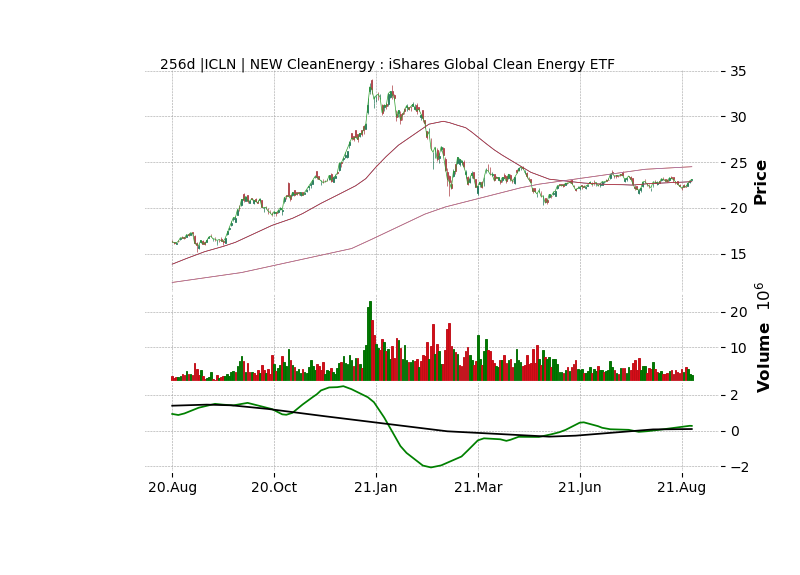 256d |ICLN | NEW CleanEnergy : iShares Global Clean Energy ETF
35
30
25
20
15
Price
20
10
Volume 10^6
2
0
−2
20.Aug 20.Oct 21.Jan 21.Mar 21.Jun 21.Aug